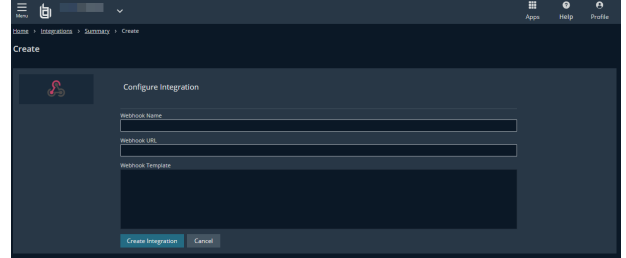 Menu
Apps Help Profile
Home › Integrations › Summary › Create
Create
Configure Integration
Webhook Name
Webhook URL
Webhook Template
Create Integration Cancel